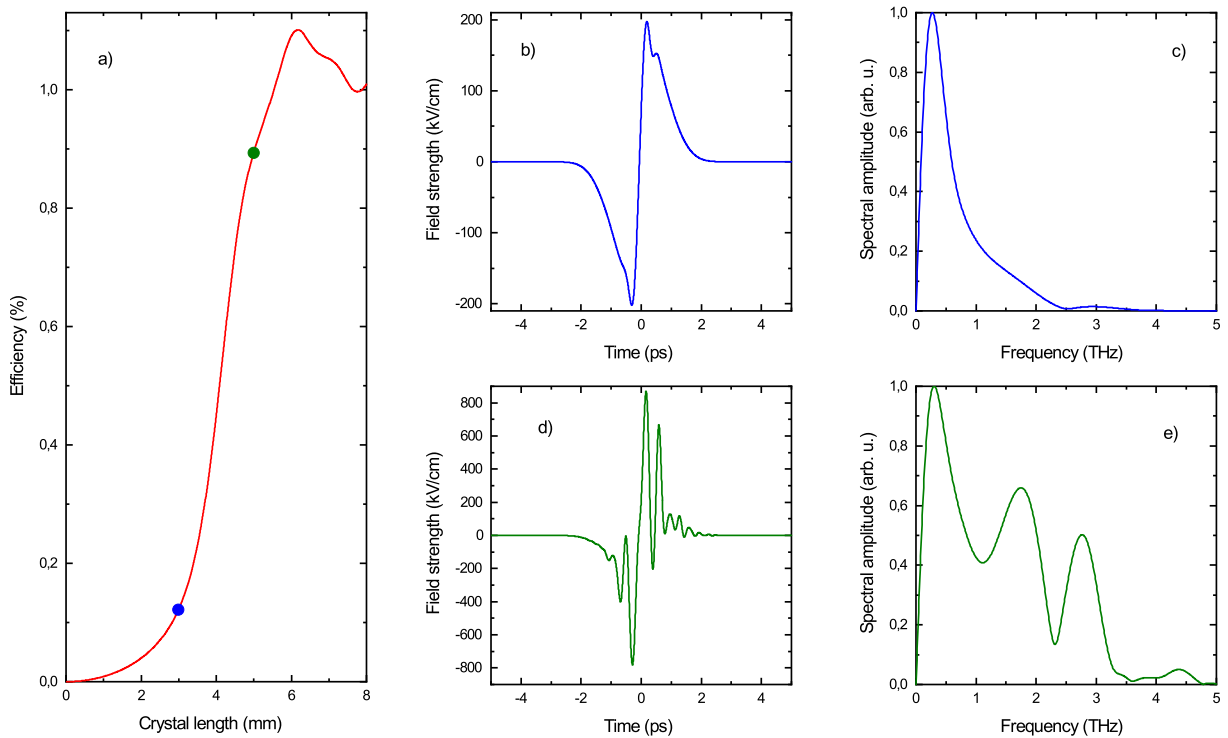 a)
1,0
0,8
0,6
0,4
0,2
0,0
0 2 4 6 8
Efficiency (%)
Crystal length (mm)
b)
200
100
0
-100
-200
-4 -2 0 2 4
Field strength (kV/cm)
Time (ps)
c)
1,0
0,8
0,6
0,4
0,2
0,0
0 1 2 3 4 5
Spectral amplitude (arb. u.)
Frequency (THz)
d)
800
600
400
200
0
-200
-400
-600
-800
-4 -2 0 2 4
Field strength (kV/cm)
Time (ps)
e)
1,0
0,8
0,6
0,4
0,2
0,0
0 1 2 3 4 5
Spectral amplitude (arb. u.)
Frequency (THz)